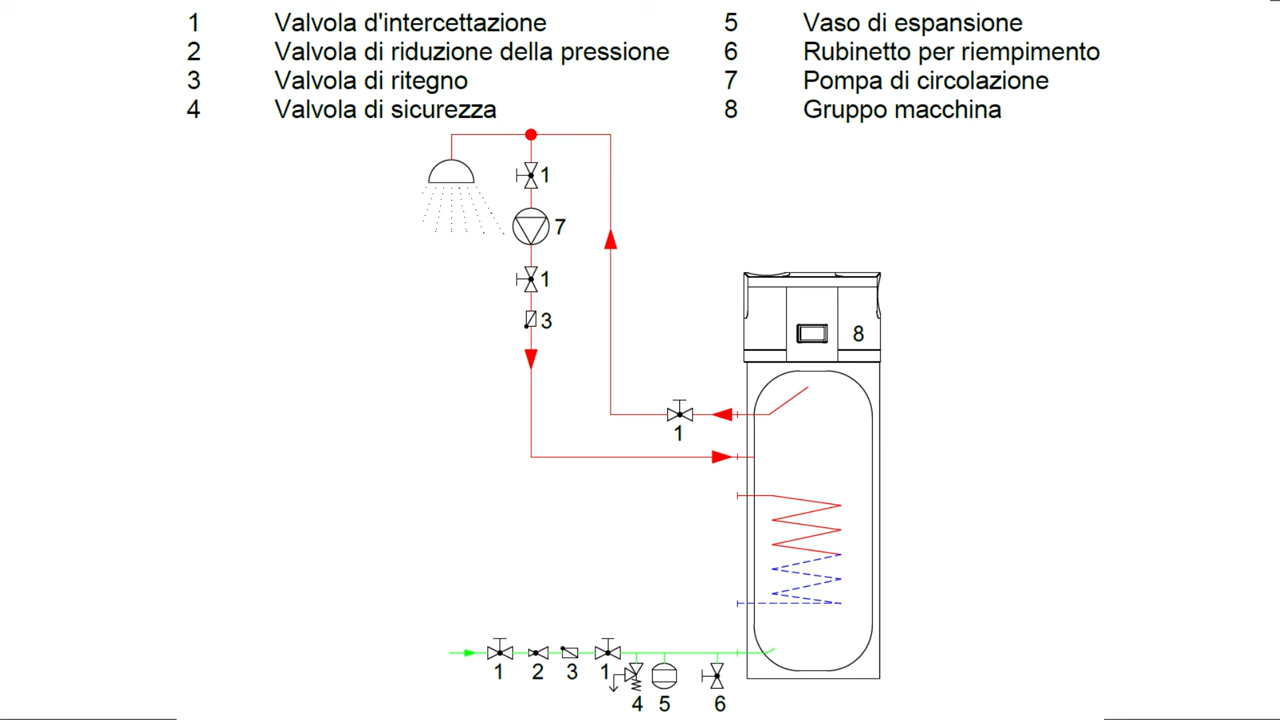 1 Valvola d'intercettazione
2 Valvola di riduzione della pressione
3 Valvola di ritegno
4 Valvola di sicurezza
5 Vaso di espansione
6 Rubinetto per riempimento
7 Pompa di circolazione
8 Gruppo macchina
1
7
1
3
8
1
1 2 3 1
4 5 6